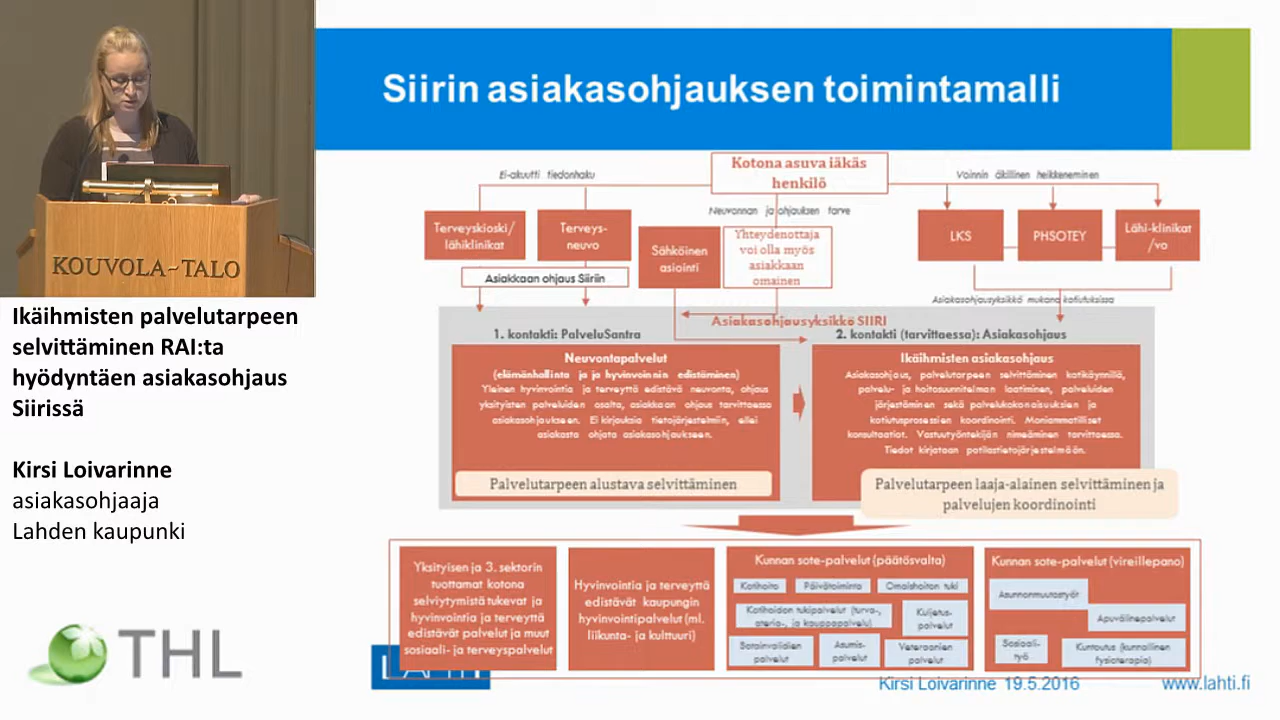 Siirin asiakasohjauksen toimintamalli
Kotona asuva iäkäs
henkilö
Ei-akuutti tiedonhaku
Voinnin äkillinen heikkeneminen
Neuvonnan ja ohjauksen tarve
Terveyskioski/
lähiklinikat
Terveys-
neuvo
Sähköinen
asiointi
Yhteydenottaja
voi olla myös
asiakkaan
omainen
LKS
PHSOTEY
Lähi-klinikat
/vo
Asiakkaan ohjaus Siiriin
Asiakasohjausyksikkö mukana kotiutuksissa
Asiakasohjausyksikkö SIIRI
1. kontakti: PalveluSantra
2. kontakti (tarvittaessa): Asiakasohjaus
Neuvontapalvelut
(elämänhallinta ja ja hyvinvoinnin edistäminen)
Yleinen hyvinvointia ja terveyttä edistävä neuvonta, ohjaus
yksityisten palveluiden osalta, asiakkaan ohjaus tarvittaessa
asiakasohjaukseen. Ei kirjauksia tietojärjestelmiin, ellei
asiakasta ohjata asiakasohjaukseen.
Palvelutarpeen alustava selvittäminen
Ikäihmisten asiakasohjaus
Asiakasohjaus, palvelutarpeen selvittäminen kotikäynnillä,
palvelu- ja hoitosuunnitelman laatiminen, palveluiden
järjestäminen sekä palvelukokonaisuuksien ja
kotiutusprosessien koordinointi. Moniammatilliset
konsultaatiot. Vastuutyöntekijän nimeäminen tarvittaessa.
Tiedot kirjataan potilastietojärjestelmään.
Palvelutarpeen laaja-alainen selvittäminen ja
palvelujen koordinointi
Yksityisen ja 3. sektorin
tuottamat kotona
selviytymistä tukevat ja
hyvinvointia ja terveyttä
edistävät palvelut ja muut
sosiaali- ja terveyspalvelut
Hyvinvointia ja terveyttä
edistävät kaupungin
hyvinvointipalvelut (ml.
liikunta- ja kulttuuri)
Kunnan sote-palvelut (päätösvalta)
Kotihoito
Päivätoiminta
Omaishoiton tuki
Kotihoidon tukipalvelut (turva-,
ateria-, ja kauppapalvelu)
Kuljetus-
palvelut
Sotainvalidien
palvelut
Asumis-
palvelut
Veteraanien
palvelut
Kunnan sote-palvelut (vireillepano)
Asunnonmuutostyöt
Apuvälinepalvelut
Sosiaali-
työ
Kuntoutus (kunnallinen
fysioterapia)
Kirsi Loivarinne 19.5.2016
www.lahti.fi
KOUVOLA-TALO
Ikäihmisten palvelutarpeen
selvittäminen RAI:ta
hyödyntäen asiakasohjaus
Siirissä
Kirsi Loivarinne
asiakasohjaaja
Lahden kaupunki
THL